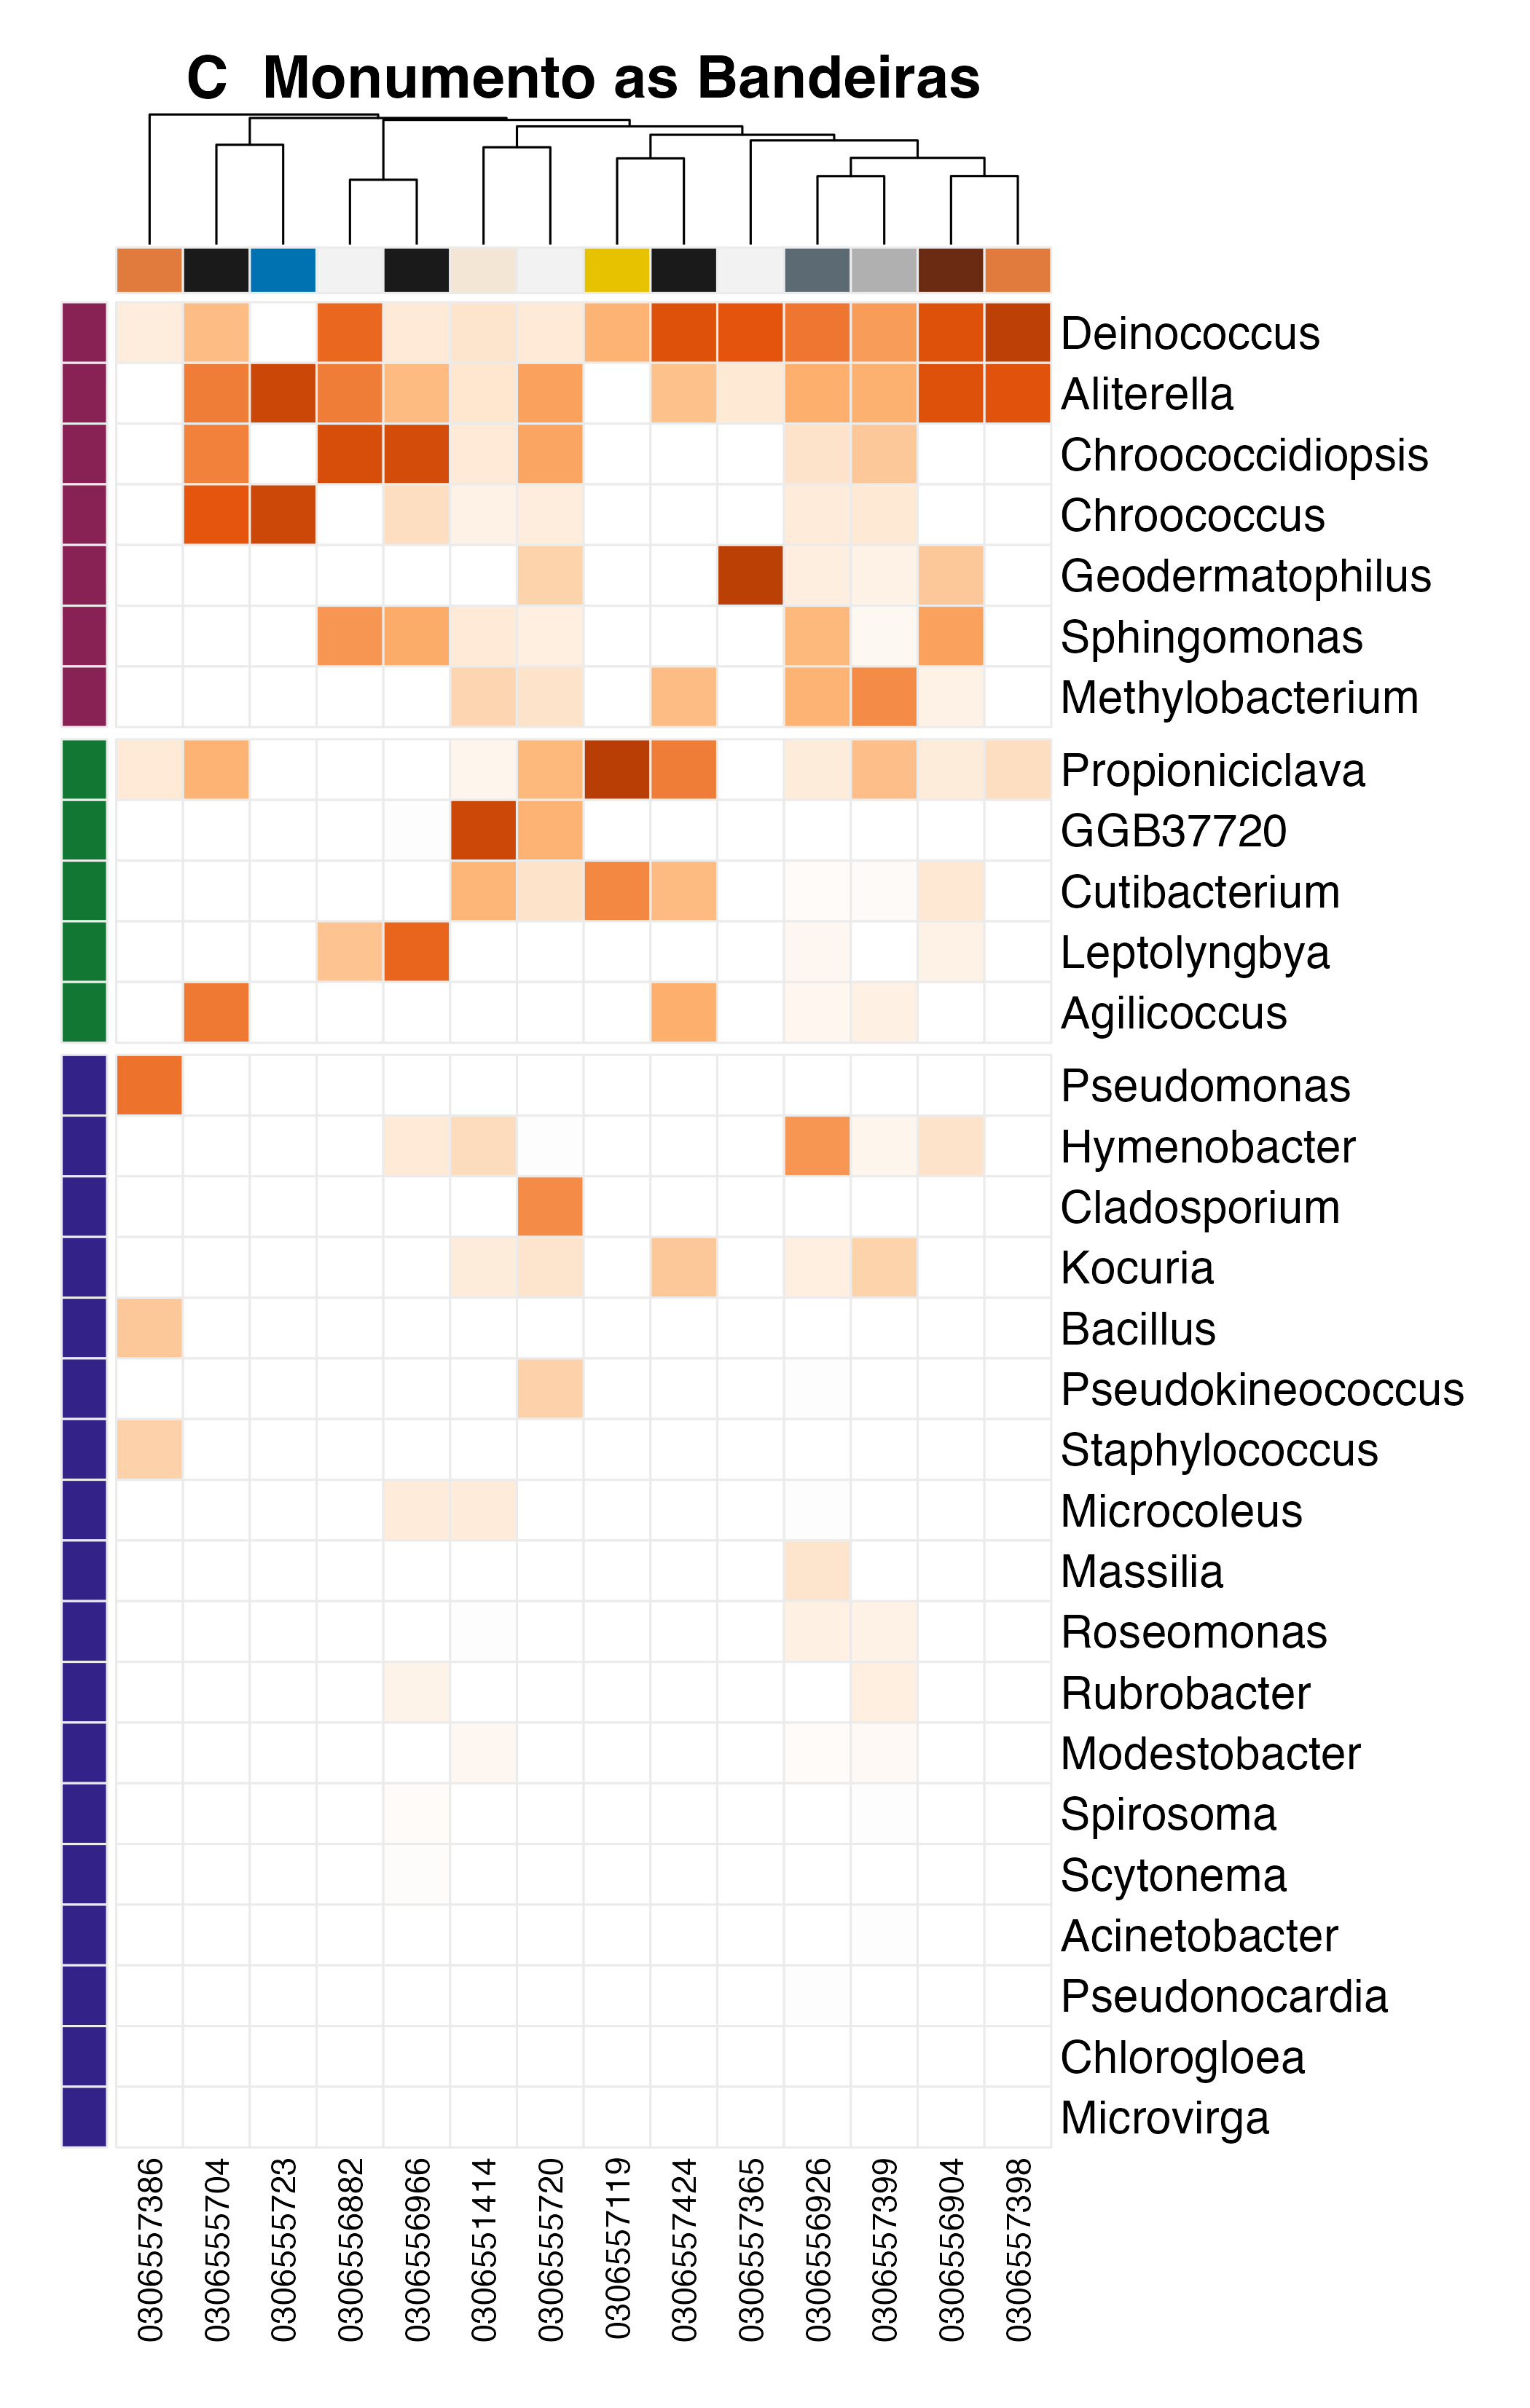 C Monumento as Bandeiras
Deinococcus
Aliterella
Chroococcidiopsis
Chroococcus
Geodermatophilus
Sphingomonas
Methylobacterium
Propioniciclava
GGB37720
Cutibacterium
Leptolyngbya
Agilicoccus
Pseudomonas
Hymenobacter
Cladosporium
Kocuria
Bacillus
Pseudokineococcus
Staphylococcus
Microcoleus
Massilia
Roseomonas
Rubrobacter
Modestobacter
Spirosoma
Scytonema
Acinetobacter
Pseudonocardia
Chlorogloea
Microvirga
0306557386
0306555704
0306555723
0306556882
0306556966
0306551414
0306555720
0306557119
0306557424
0306557365
0306556926
0306557399
0306556904
0306557398